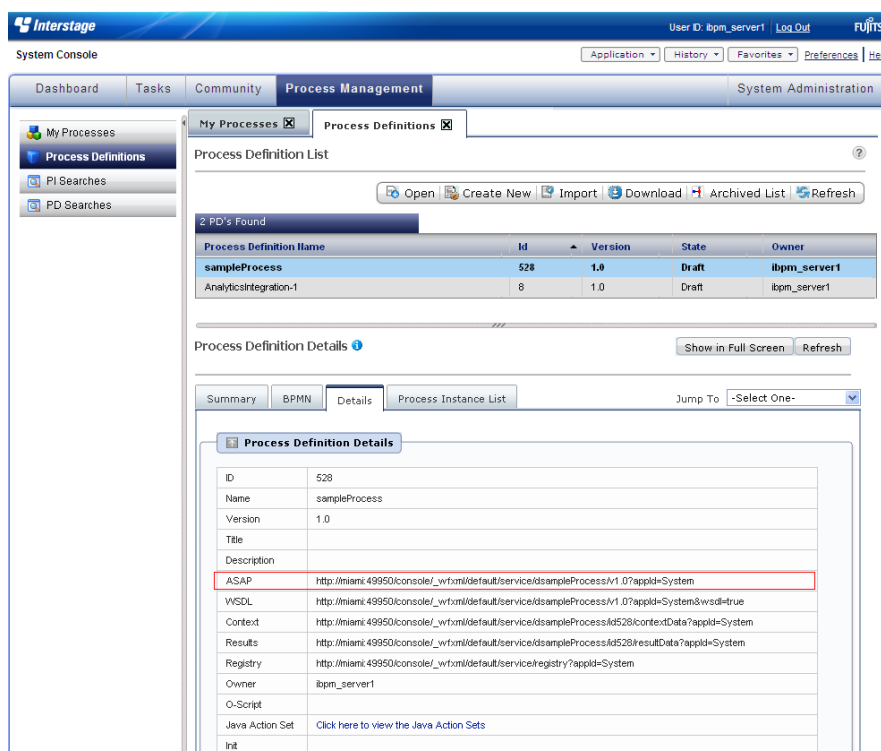 Interstage
User ID: ibpm_server1 Log Out
System Console
Application History Favorites Preferences
Dashboard Tasks Community Process Management System Administration
My Processes
Process Definitions
PI Searches
PD Searches
My Processes Process Definitions
Process Definition List
?
Open Create New Import Download Archived List Refresh
2 PD's Found
Process Definition Name Id Version State Owner
sampleProcess 528 1.0 Draft ibpm_server1
AnalyticsIntegration-1 8 1.0 Draft ibpm_server1
Process Definition Details
Show in Full Screen Refresh
Summary BPMN Details Process Instance List Jump To -Select One-
Process Definition Details
ID 528
Name sampleProcess
Version 1.0
Title
Description
ASAP http://miami:49950/console/_wfxml/default/service/dsampleProcess/v1.0?appId=System
WSDL http://miami:49950/console/_wfxml/default/service/dsampleProcess/v1.0?appId=System&wsdl=true
Context http://miami:49950/console/_wfxml/default/service/dsampleProcess/id528/contextData?appId=System
Results http://miami:49950/console/_wfxml/default/service/dsampleProcess/id528/resultData?appId=System
Registry http://miami:49950/console/_wfxml/default/service/registry?appId=System
Owner ibpm_server1
O-Script
Java Action Set Click here to view the Java Action Sets
Init